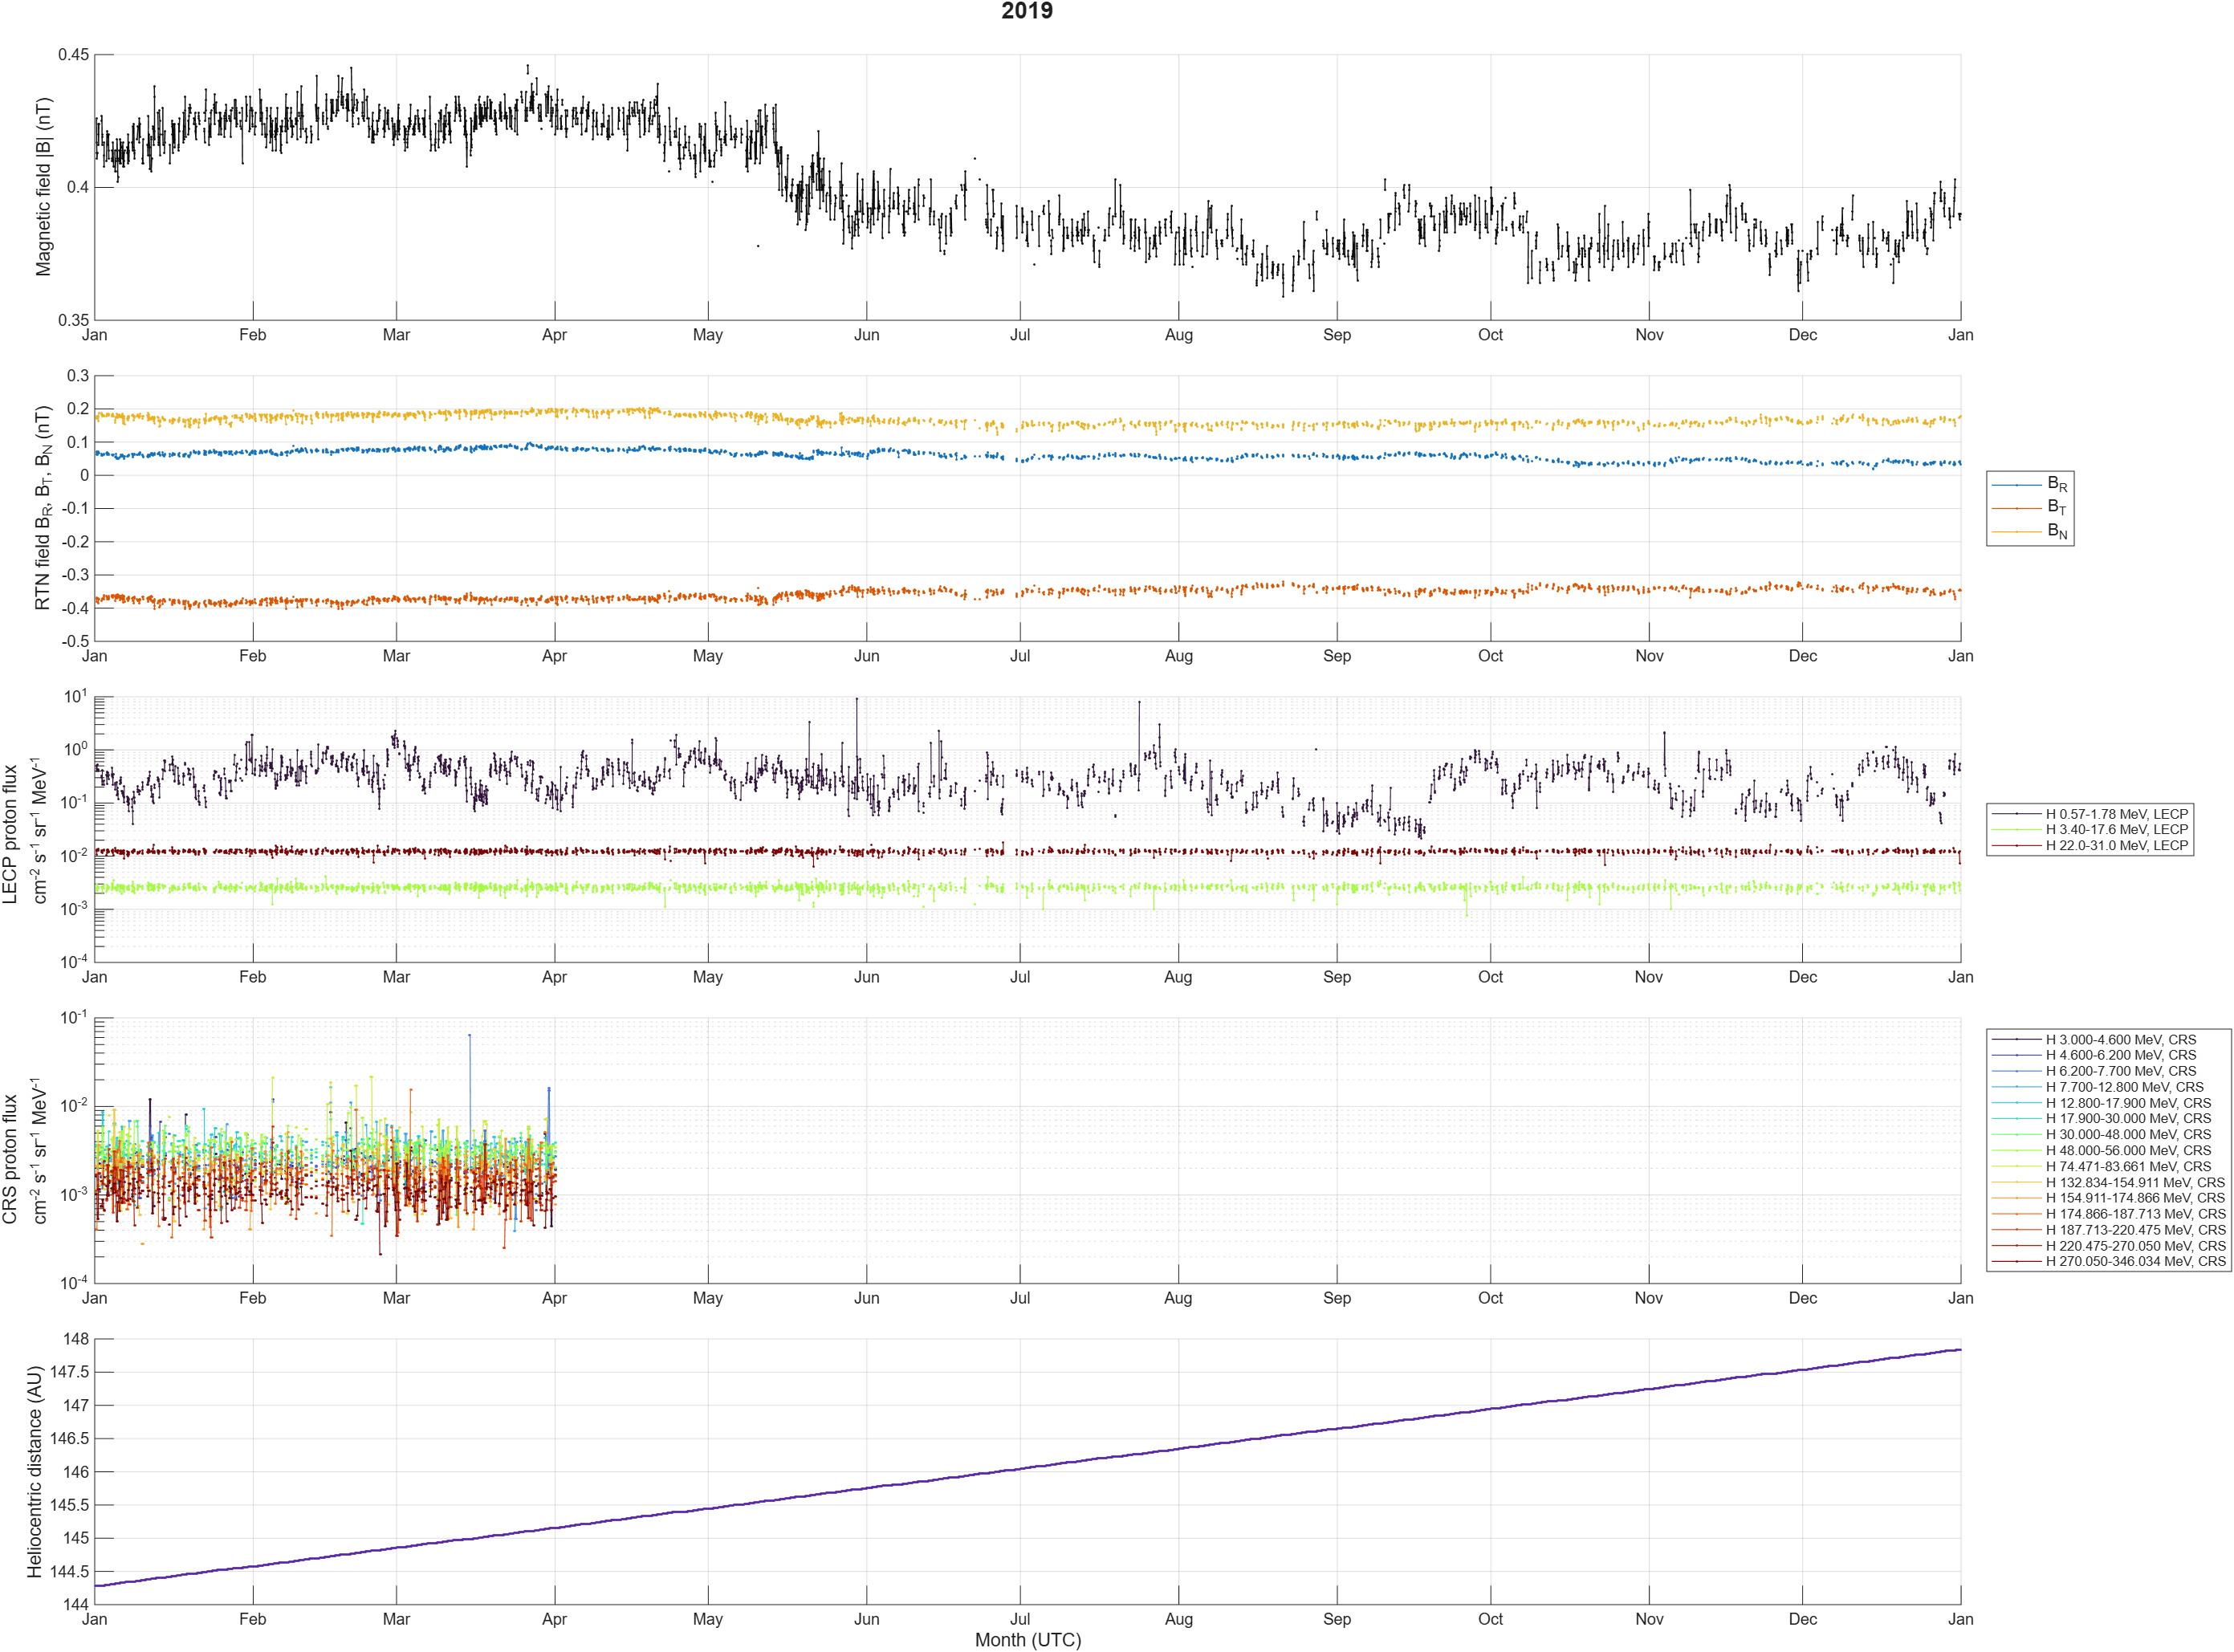 2019
Magnetic field |B| (nT)
0.45
0.4
0.35
Jan Feb Mar Apr May Jun Jul Aug Sep Oct Nov Dec Jan
RTN field B_R, B_T, B_N (nT)
0.3
0.2
0.1
0
-0.1
-0.2
-0.3
-0.4
-0.5
Jan Feb Mar Apr May Jun Jul Aug Sep Oct Nov Dec Jan
B_R
B_T
B_N
LECP proton flux
cm^-2 s^-1 sr^-1 MeV^-1
10^1
10^0
10^-1
10^-2
10^-3
10^-4
Jan Feb Mar Apr May Jun Jul Aug Sep Oct Nov Dec Jan
H 0.57-1.78 MeV, LECP
H 3.40-17.6 MeV, LECP
H 22.0-31.0 MeV, LECP
CRS proton flux
cm^-2 s^-1 sr^-1 MeV^-1
10^-1
10^-2
10^-3
10^-4
Jan Feb Mar Apr May Jun Jul Aug Sep Oct Nov Dec Jan
H 3.000-4.600 MeV, CRS
H 4.600-6.200 MeV, CRS
H 6.200-7.700 MeV, CRS
H 7.700-12.800 MeV, CRS
H 12.800-17.900 MeV, CRS
H 17.900-30.000 MeV, CRS
H 30.000-48.000 MeV, CRS
H 48.000-56.000 MeV, CRS
H 74.471-83.661 MeV, CRS
H 132.834-154.911 MeV, CRS
H 154.911-174.866 MeV, CRS
H 174.866-187.713 MeV, CRS
H 187.713-220.475 MeV, CRS
H 220.475-270.050 MeV, CRS
H 270.050-346.034 MeV, CRS
Heliocentric distance (AU)
148
147.5
147
146.5
146
145.5
145
144.5
144
Jan Feb Mar Apr May Jun Jul Aug Sep Oct Nov Dec Jan
Month (UTC)